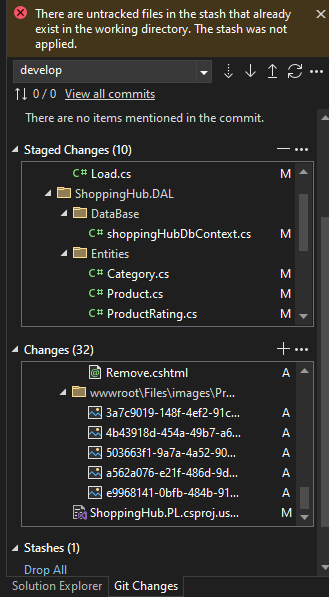 There are untracked files in the stash that already
exist in the working directory. The stash was not
applied.
develop
0 / 0 View all commits
There are no items mentioned in the commit.
Staged Changes (10)
C# Load.cs M
ShoppingHub.DAL
DataBase
C# shoppingHubDbContext.cs M
Entities
C# Category.cs M
C# Product.cs M
C# ProductRating.cs M
Changes (32)
Remove.cshtml A
wwwroot\Files\images\Pr...
3a7c9019-148f-4ef2-91c... A
4b43918d-454a-49b7-a6... A
503663f1-9a7a-4a52-90... A
a562a076-e21f-486d-9d... A
e9968141-0bfb-484b-91... A
ShoppingHub.PL.csproj.us... M
Stashes (1)
Drop All
Solution Explorer Git Changes